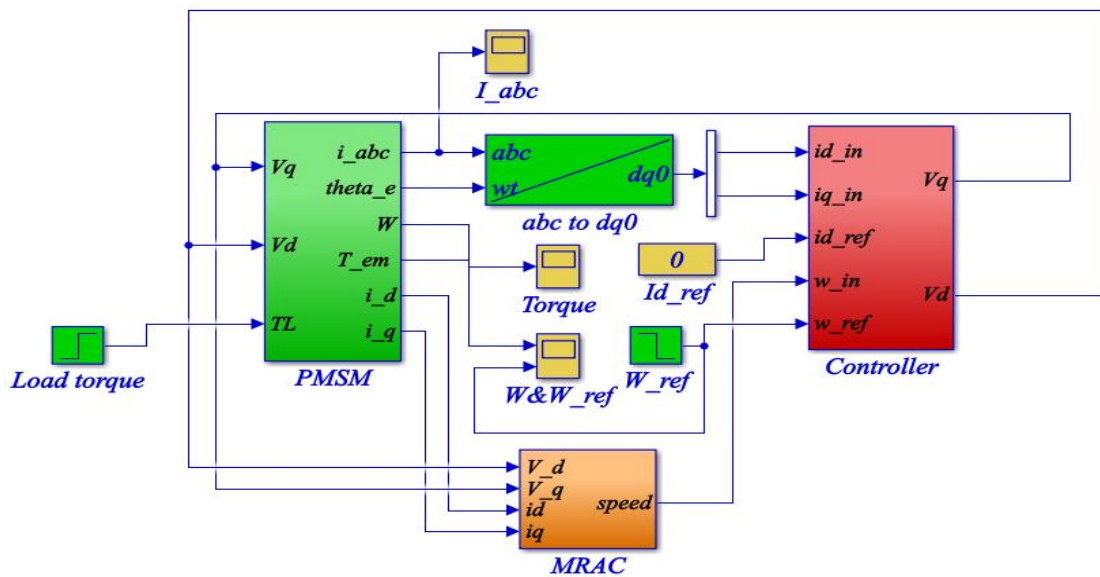 I_abc
Vq
Vd
TL
i_abc
theta_e
W
T_em
i_d
i_q
PMSM
abc
wt
dq0
abc to dq0
id_in
iq_in
id_ref
w_in
w_ref
Vq
Vd
Controller
0
Id_ref
Torque
W&W_ref
W_ref
Load torque
V_d
V_q
id
iq
speed
MRAC